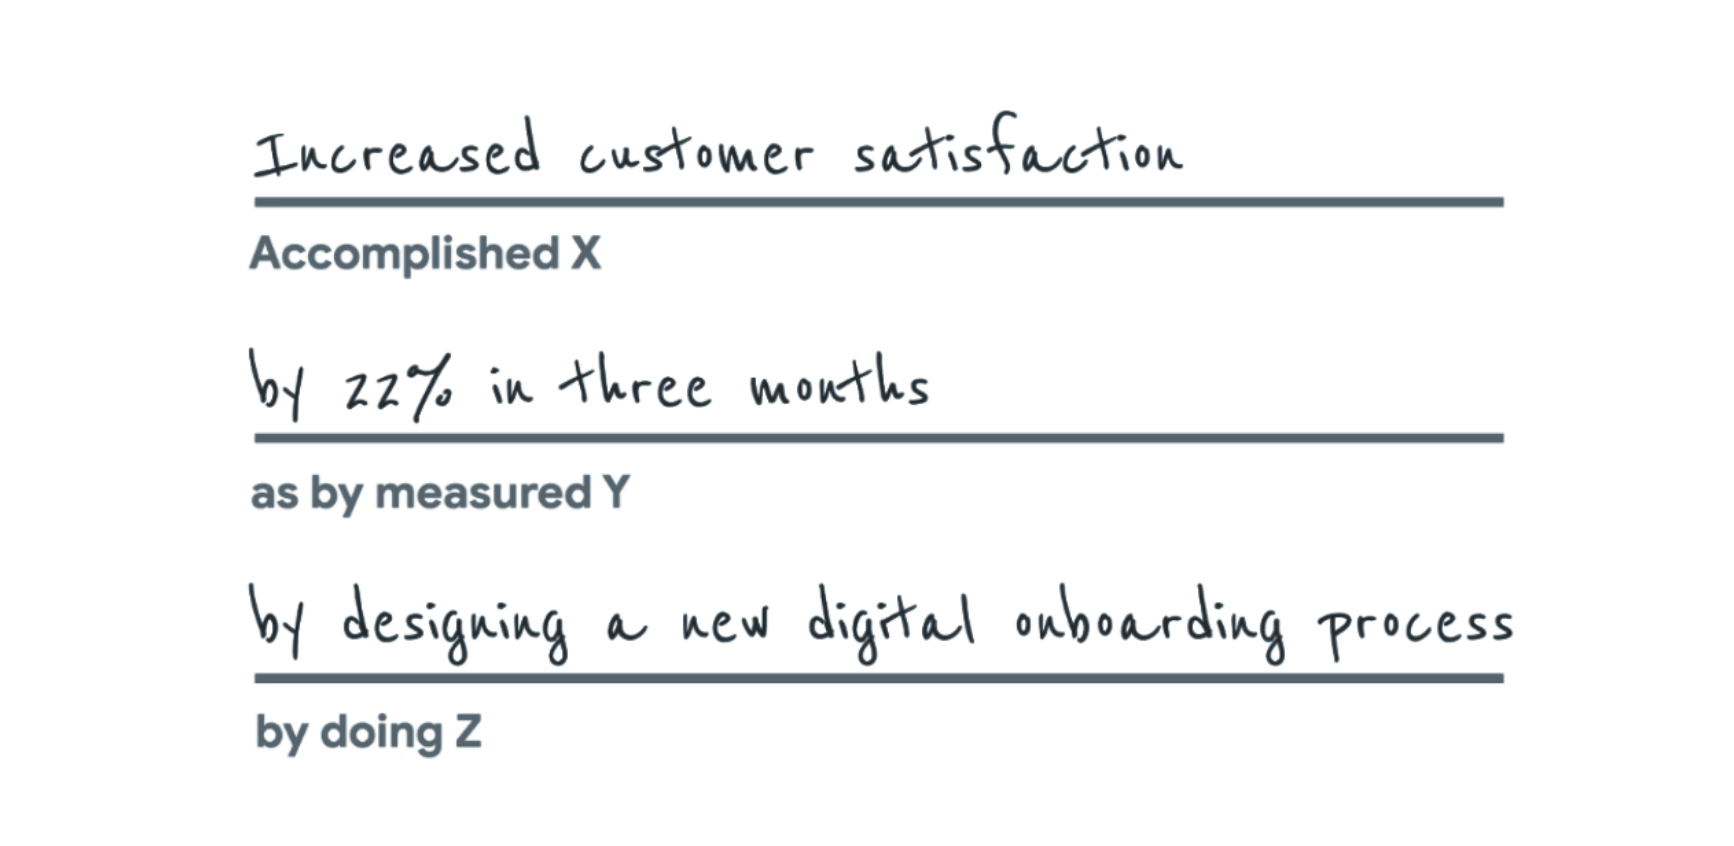 Increased customer satisfaction
Accomplished X
by 22% in three months
as by measured Y
by designing a new digital onboarding process
by doing Z